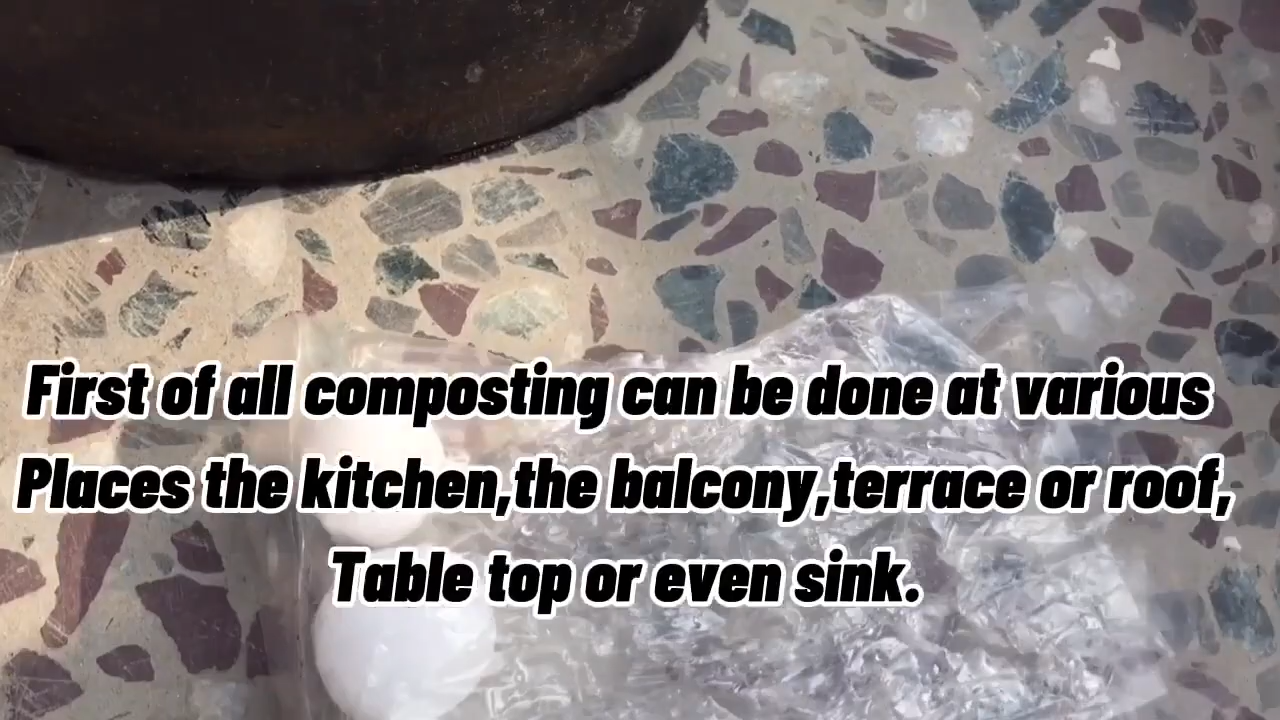 First of all composting can be done at various
Places the kitchen,the balcony,terrace or roof,
Table top or even sink.